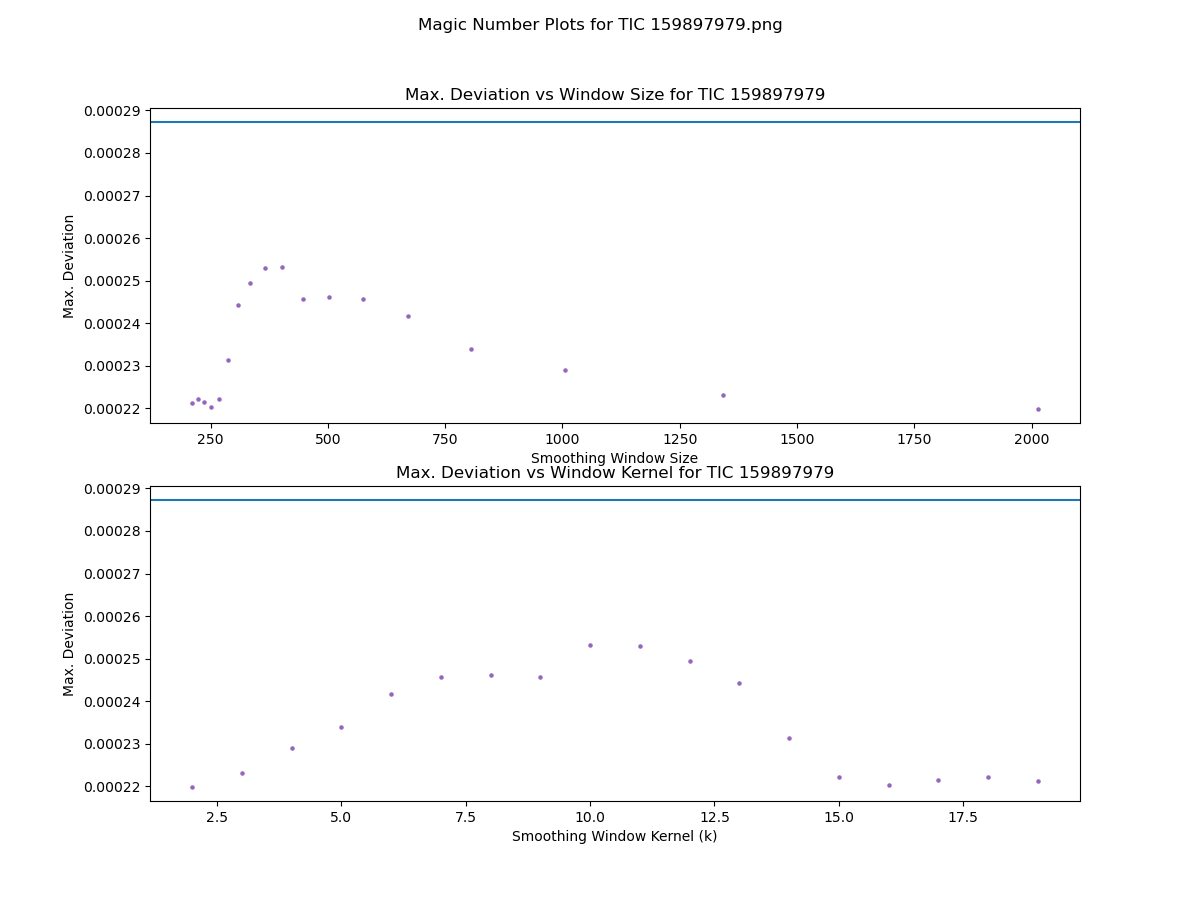 Magic Number Plots for TIC 159897979.png
Max. Deviation vs Window Size for TIC 159897979
0.00029
0.00028
0.00027
0.00026
0.00025
0.00024
0.00023
0.00022
Max. Deviation
250 500 750 1000 1250 1500 1750 2000
Smoothing Window Size
Max. Deviation vs Window Kernel for TIC 159897979
0.00029
0.00028
0.00027
0.00026
0.00025
0.00024
0.00023
0.00022
Max. Deviation
2.5 5.0 7.5 10.0 12.5 15.0 17.5
Smoothing Window Kernel (k)